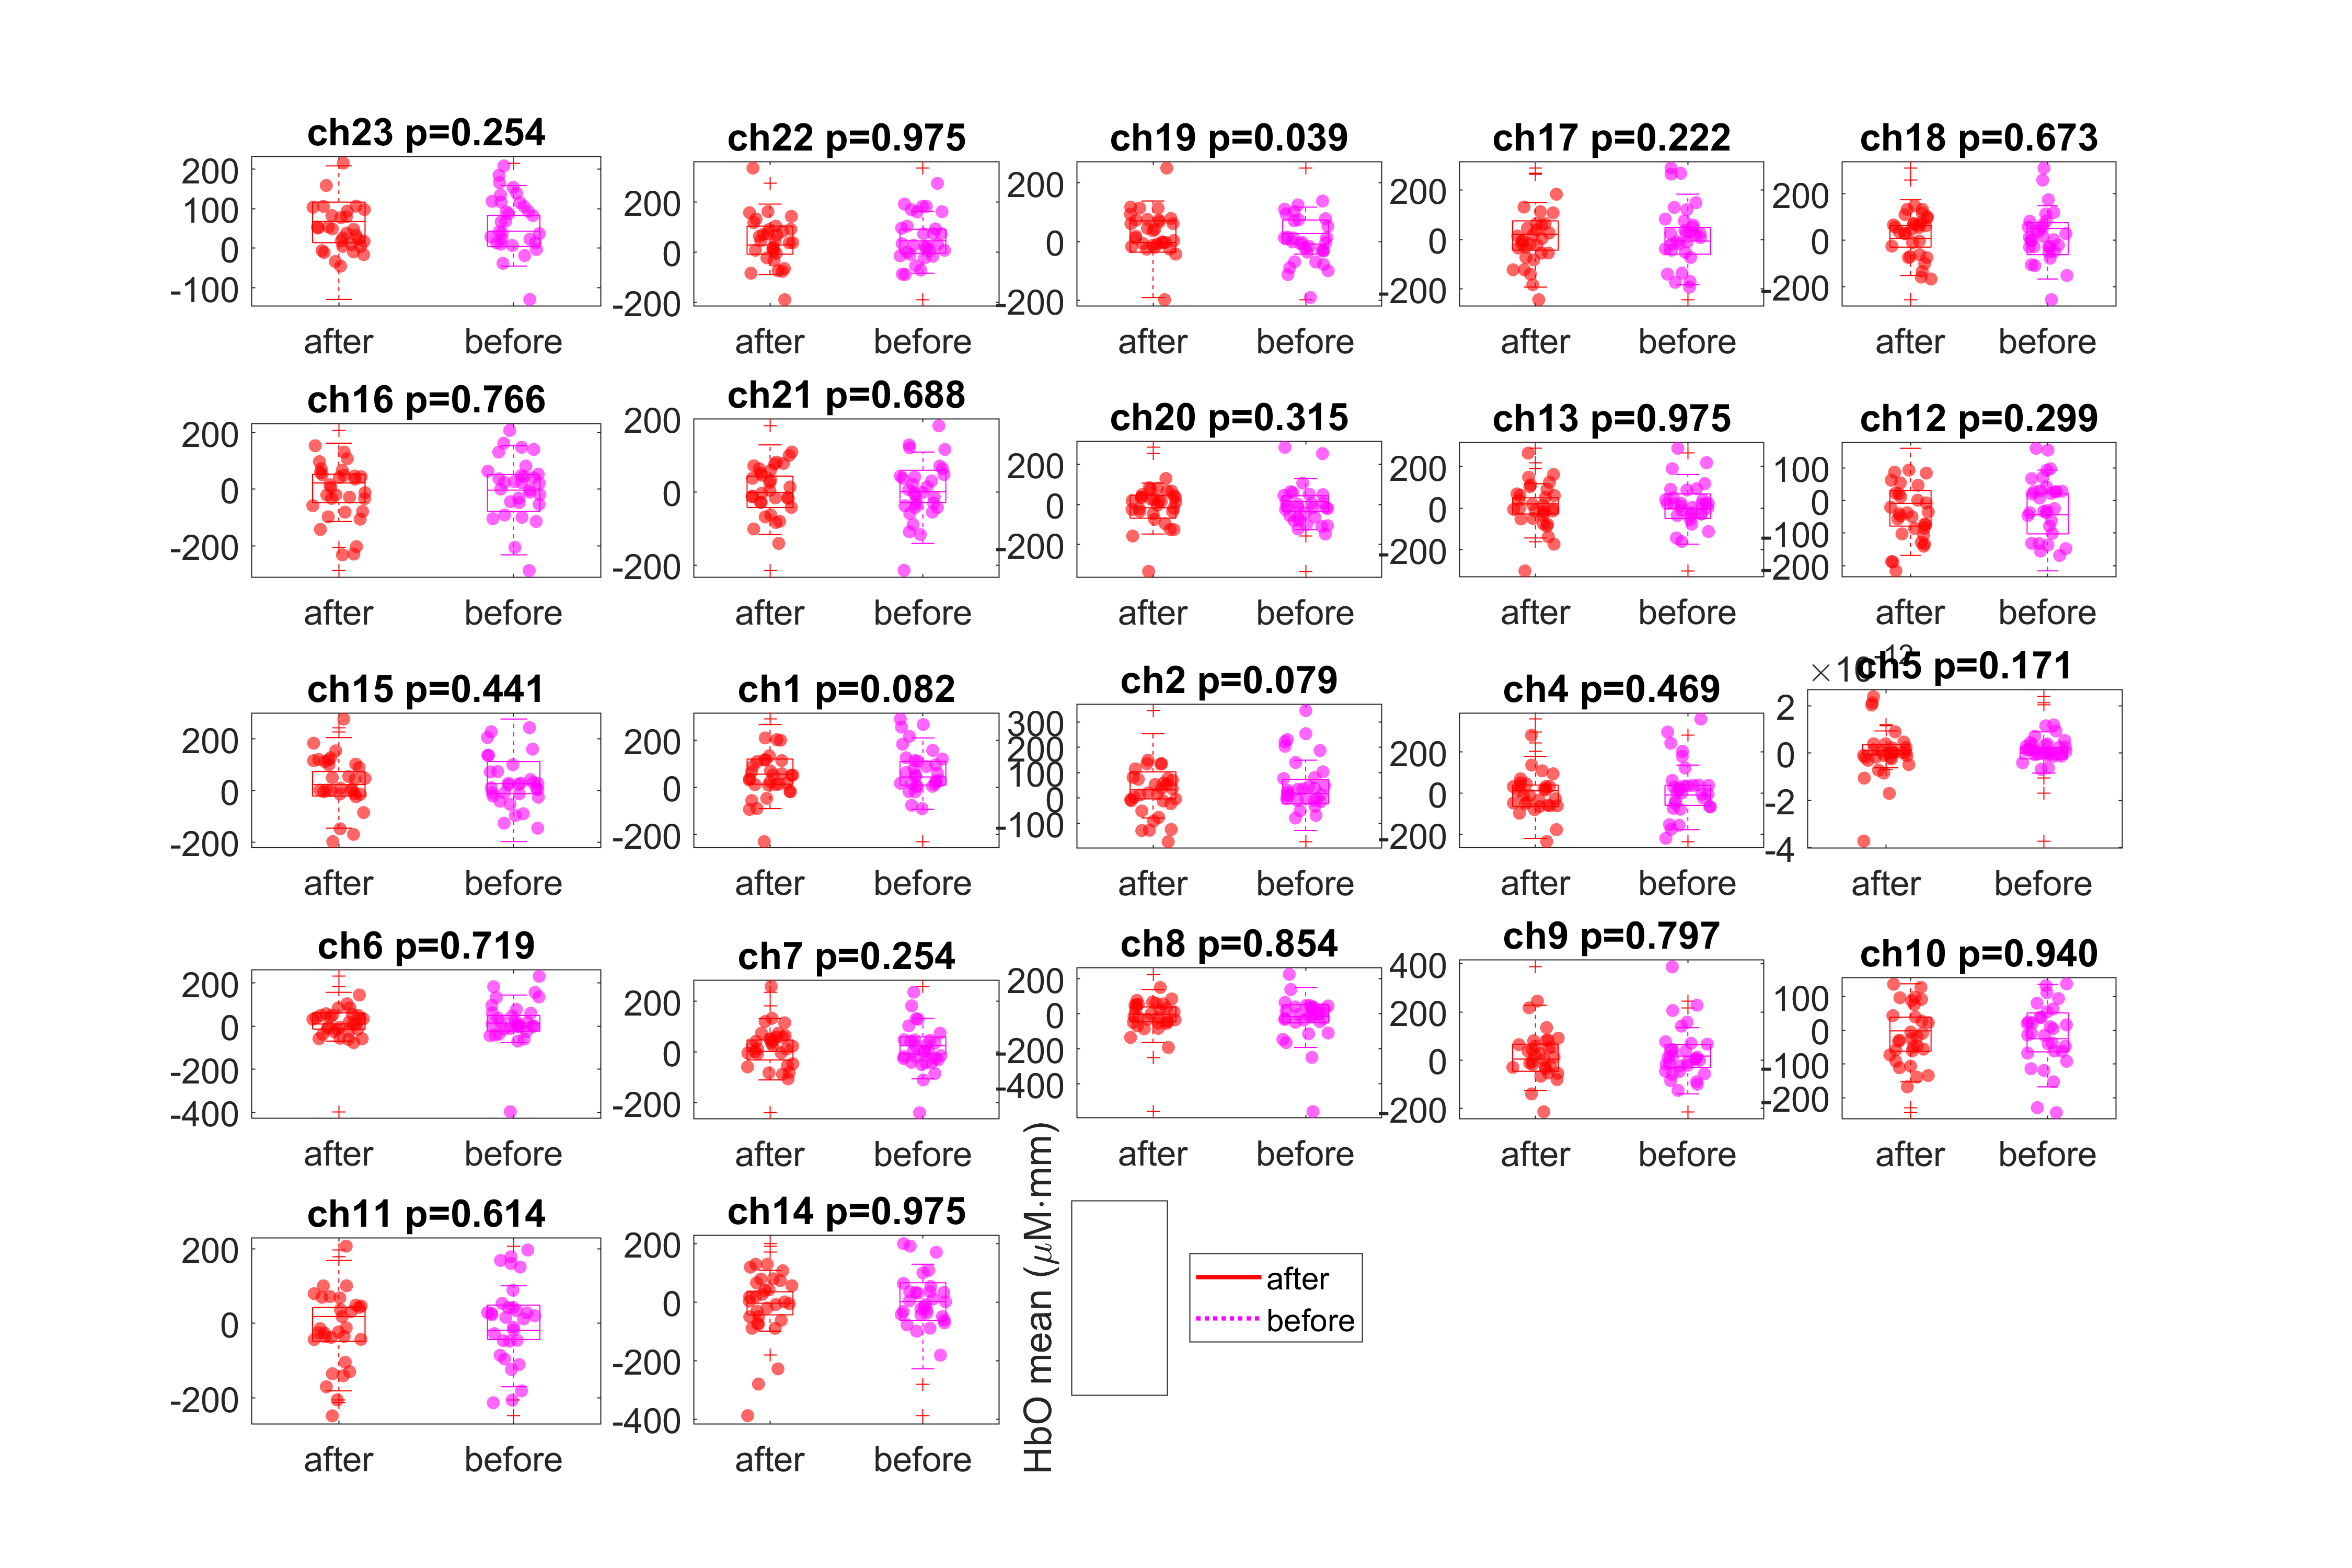 ch23 p=0.254
200
100
0
-100
after before
ch22 p=0.975
200
0
-200
after before
ch19 p=0.039
200
0
-200
after before
ch17 p=0.222
200
0
-200
after before
ch18 p=0.673
200
0
-200
after before
ch16 p=0.766
200
0
-200
after before
ch21 p=0.688
200
0
-200
after before
ch20 p=0.315
200
0
-200
after before
ch13 p=0.975
200
0
-200
after before
ch12 p=0.299
100
0
-100
-200
after before
ch15 p=0.441
200
0
-200
after before
ch1 p=0.082
200
0
-200
after before
ch2 p=0.079
300
200
100
0
-100
after before
ch4 p=0.469
200
0
-200
after before
×10-12
ch5 p=0.171
2
0
-2
-4
after before
ch6 p=0.719
200
0
-200
-400
after before
ch7 p=0.254
200
0
-200
after before
ch8 p=0.854
200
0
-200
-400
after before
ch9 p=0.797
400
200
0
-200
after before
ch10 p=0.940
100
0
-100
-200
after before
ch11 p=0.614
200
0
-200
after before
ch14 p=0.975
200
0
-200
-400
after before
HbO mean (μM·mm)
after
before